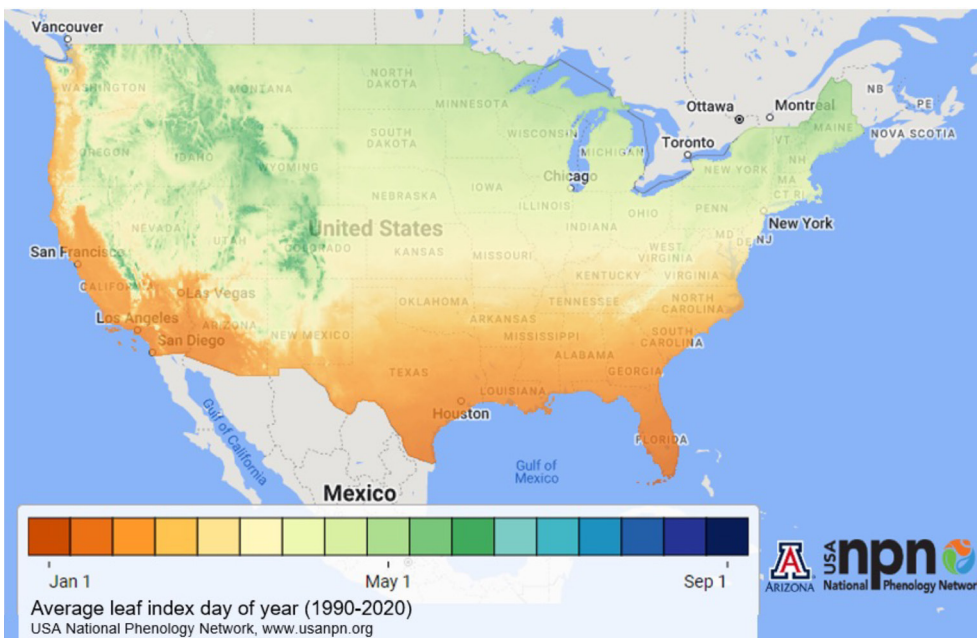 Vancouver
WASHINGTON
MONTANA
NORTH
DAKOTA
MINNESOTA
Ottawa
Montreal
NB
PE
MAINE
NOVA SCOTIA
OREGON
IDAHO
SOUTH
DAKOTA
WISCONSIN
MICHIGAN
Toronto
VT
NH
WYOMING
NEW YORK
MA
CT RI
Chicago
NEBRASKA
IOWA
ILLINOIS
INDIANA
OHIO
PENN
New York
NEVADA
UTAH
COLORADO
United States
KANSAS
MISSOURI
WEST
VIRGINIA
MD
DE
NJ
San Francisco
CALIFORNIA
Las Vegas
KENTUCKY
VIRGINIA
Los Angeles
ARIZONA
NEW MEXICO
OKLAHOMA
ARKANSAS
TENNESSEE
NORTH
CAROLINA
San Diego
TEXAS
MISSISSIPPI
ALABAMA
SOUTH
CAROLINA
GEORGIA
LOUISIANA
Houston
FLORIDA
Gulf of California
Gulf of
Mexico
Mexico
Jan 1
May 1
Sep 1
Average leaf index day of year (1990-2020)
USA National Phenology Network, www.usanpn.org
A
ARIZONA
USA
npn
National Phenology Network